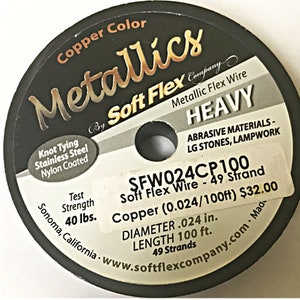 Copper Color
Metallics
By Soft Flex Company
Metallic Flex Wire
HEAVY
Knot Tying
Stainless Steel
Nylon Coated
ABRASIVE MATERIALS -
LG STONES, LAMPWORK
SFW024CP100
Soft Flex Wire - 49 Strand
Copper (0.024/100ft) $32.00
Test
Strength
40 lbs.
DIAMETER .024 in.
LENGTH 100 ft.
49 Strands
Sonoma, California -
www.softflexcompany.com